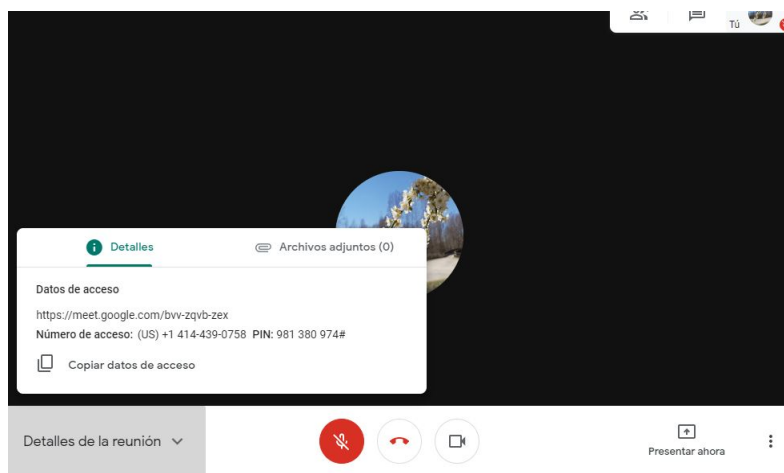 Tú
Detalles
Archivos adjuntos (0)
Datos de acceso
https://meet.google.com/bvv-zqvb-zex
Número de acceso: (US) +1 414-439-0758 PIN: 981 380 974#
Copiar datos de acceso
Detalles de la reunión
Presentar ahora